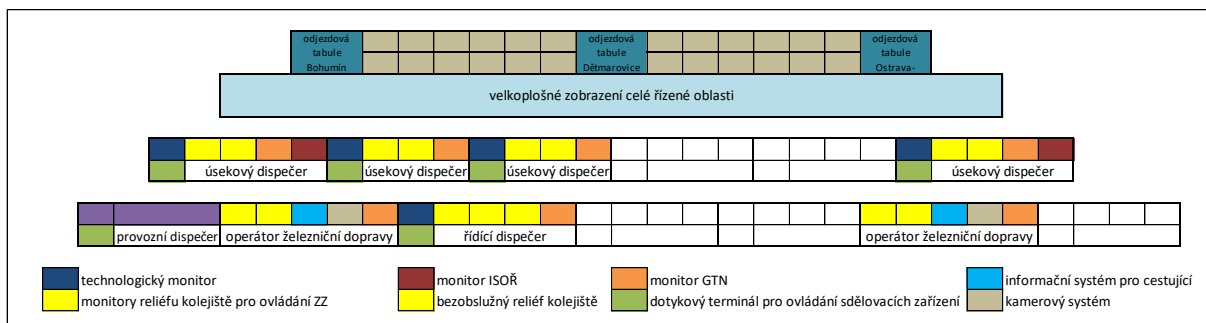 odjezdová
tabule
Bohumín
odjezdová
tabule
Dětmarovice
odjezdová
tabule
Ostrava-
velkoplošné zobrazení celé řízené oblasti
úsekový dispečer
úsekový dispečer
úsekový dispečer
úsekový dispečer
provozní dispečer
operátor železniční dopravy
řídící dispečer
operátor železniční dopravy
technologický monitor
monitor ISOŘ
monitor GTN
informační systém pro cestující
monitory reliéfu kolejiště pro ovládání ZZ
bezobslužný reliéf kolejiště
dotykový terminál pro ovládání sdělovacích zařízení
kamerový systém